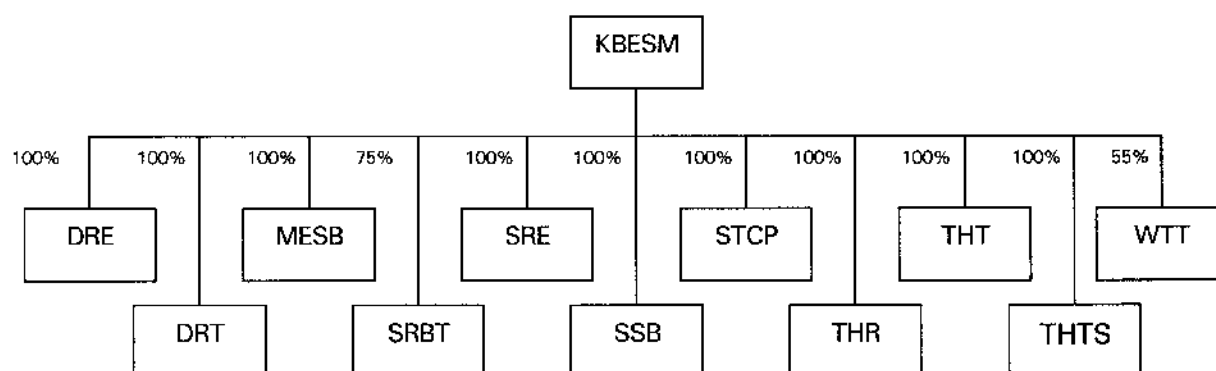 KBESM
100% 100% 100% 75% 100% 100% 100% 100% 100% 100% 55%
DRE MESB SRE STCP THT WTT
DRT SRBT SSB THR THTS